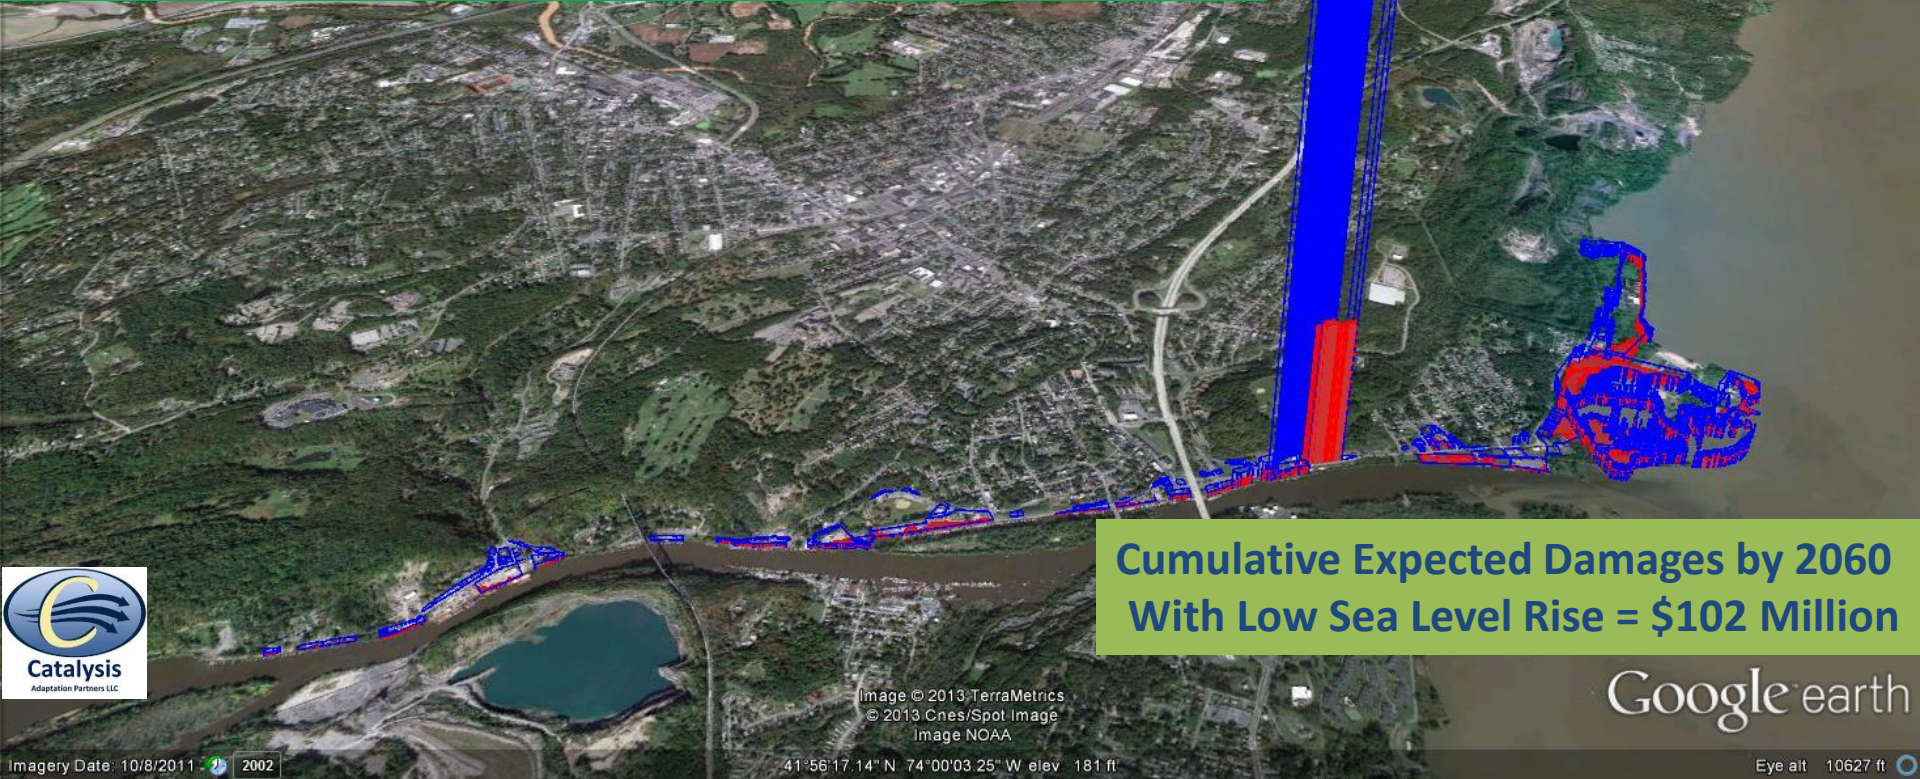 Cumulative Expected Damages by 2060
With Low Sea Level Rise = $102 Million
C
Catalysis
Adaptation Partners LLC
Image © 2013 TerraMetrics
© 2013 Cnes/Spot Image
Image NOAA
Google earth
Imagery Date: 10/8/2011
2002
41°56'17.14" N 74°00'03.25" W elev 181 ft
Eye alt 10627 ft